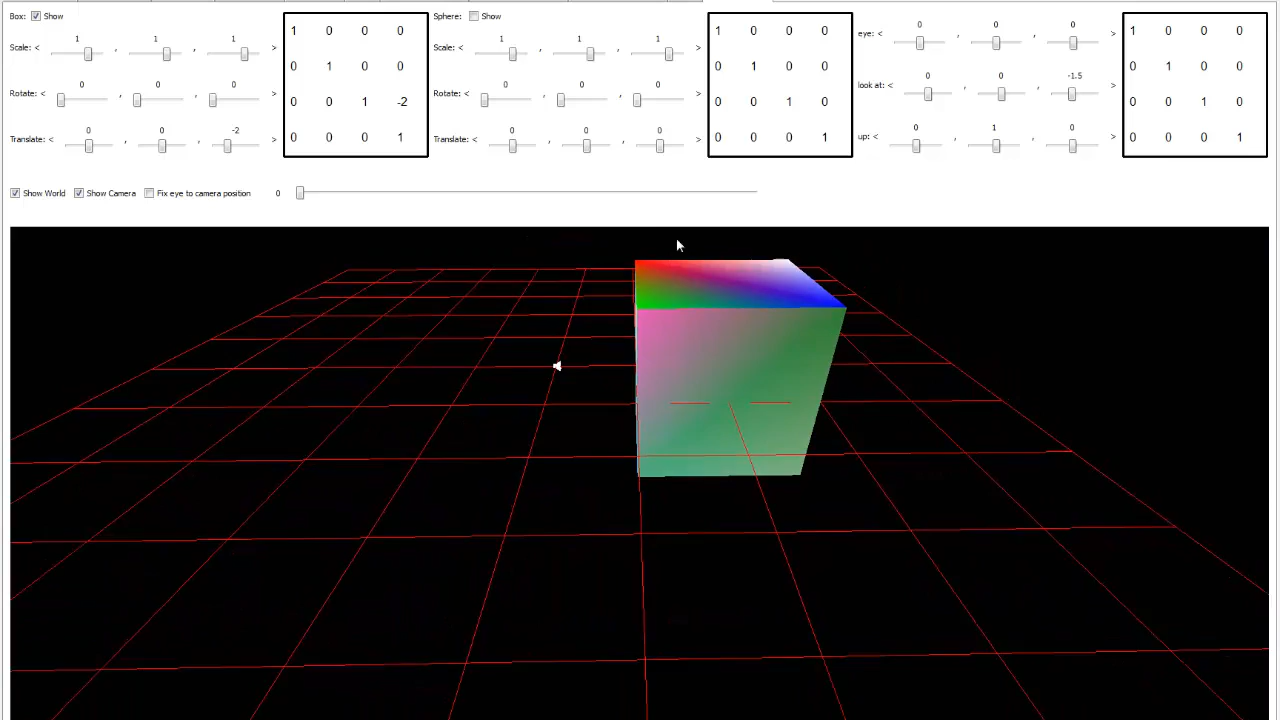 Box: Show
1 1 1
Scale: < , , >
0 0 0
Rotate: < , , >
0 0 -2
Translate: < , , >
1 0 0 0
0 1 0 0
0 0 1 -2
0 0 0 1
Sphere: Show
1 1 1
Scale: < , , >
0 0 0
Rotate: < , , >
0 0 0
Translate: < , , >
1 0 0 0
0 1 0 0
0 0 1 0
0 0 0 1
0 0 0
eye: < , , >
0 0 -1.5
look at: < , , >
0 1 0
up: < , , >
1 0 0 0
0 1 0 0
0 0 1 0
0 0 0 1
Show World Show Camera Fix eye to camera position 0